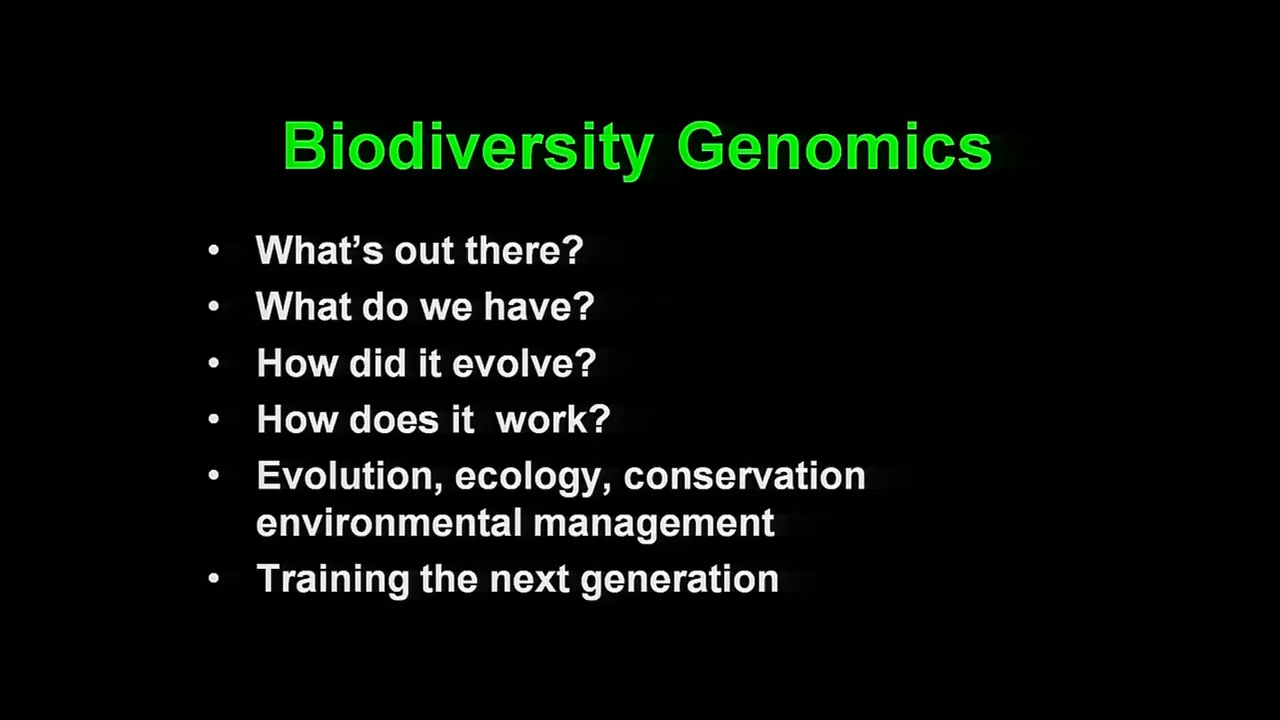 Biodiversity Genomics
• What's out there?
• What do we have?
• How did it evolve?
• How does it  work?
• Evolution, ecology, conservation
environmental management
• Training the next generation